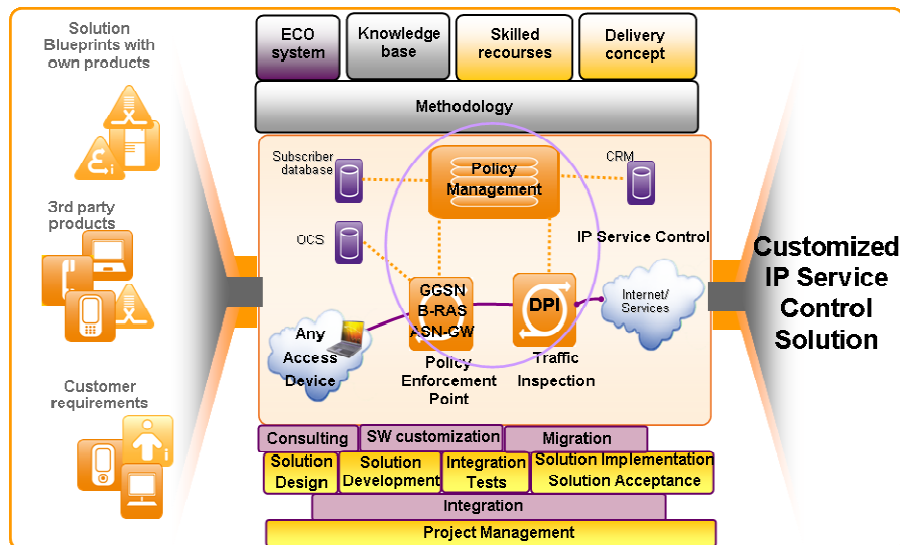 Solution
Blueprints with
own products
3rd party
products
Customer
requirements
ECO
system
Knowledge
base
Skilled
recourses
Delivery
concept
Methodology
Subscriber
database
Policy
Management
CRM
OCS
IP Service Control
GGSN
B-RAS
ASN-GW
DPI
Internet/
Services
Any
Access
Device
Policy
Enforcement
Point
Traffic
Inspection
Customized
IP Service
Control
Solution
Consulting
SW customization
Migration
Solution
Design
Solution
Development
Integration
Tests
Solution Implementation
Solution Acceptance
Integration
Project Management